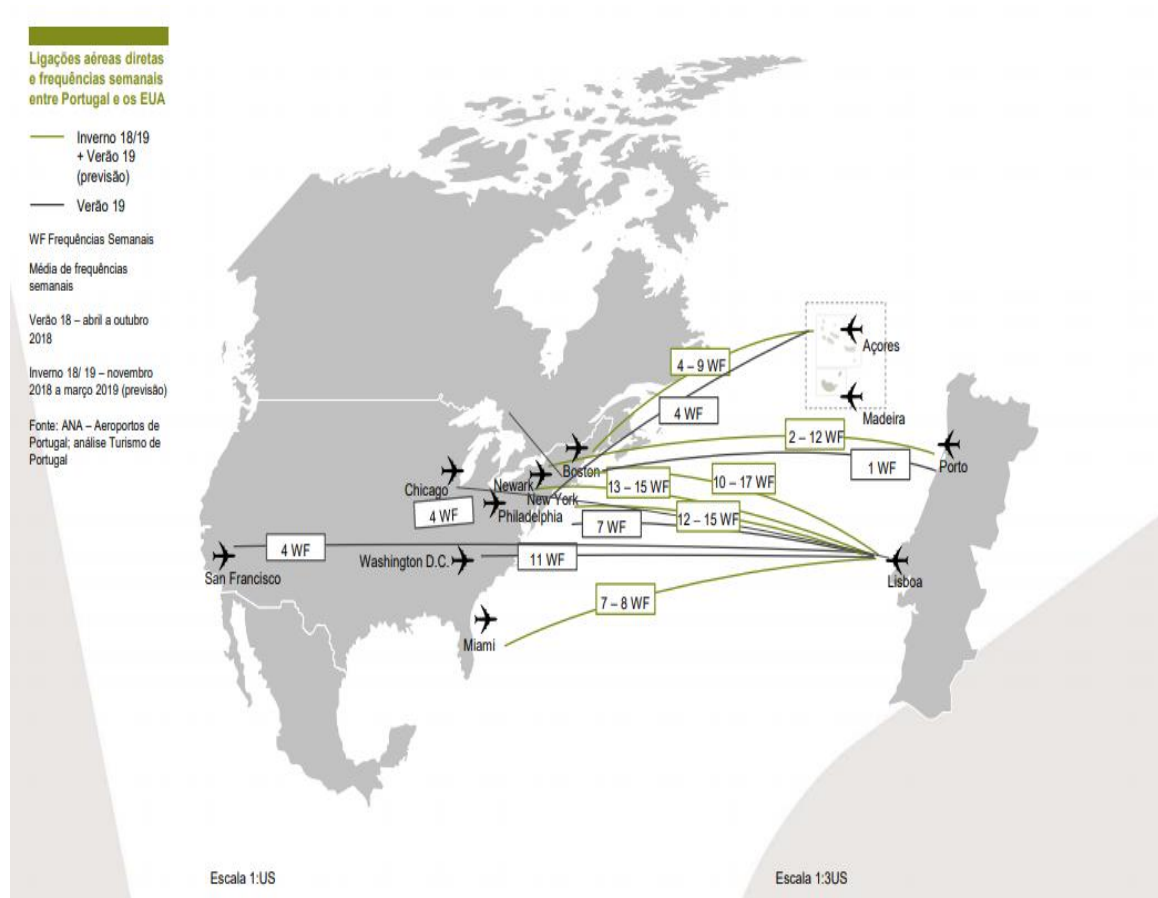 Ligações aéreas diretas
e frequências semanais
entre Portugal e os EUA
Inverno 18/19
+ Verão 19
(previsão)
Verão 19
WF Frequências Semanais
Média de frequências
semanais
Verão 18 – abril a outubro
2018
Inverno 18/ 19 – novembro
2018 a março 2019 (previsão)
Fonte: ANA – Aeroportos de
Portugal; análise Turismo de
Portugal
Açores
4 – 9 WF
4 WF
Madeira
2 – 12 WF
Porto
1 WF
Boston
Chicago
Newark
13 – 15 WF
10 – 17 WF
New York
Philadelphia
4 WF
7 WF
12 – 15 WF
4 WF
San Francisco
Washington D.C.
11 WF
Lisboa
7 – 8 WF
Miami
Escala 1:US
Escala 1:3US